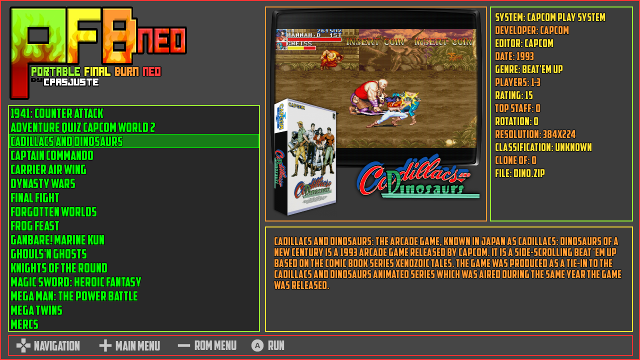 PFBNEO
PORTABLE FINAL BURN NEO
BY CPASJUSTE
1941: COUNTER ATTACK
ADVENTURE QUIZ CAPCOM WORLD 2
CADILLACS AND DINOSAURS
CAPTAIN COMMANDO
CARRIER AIR WING
DYNASTY WARS
FINAL FIGHT
FORGOTTEN WORLDS
FROG FEAST
GANBARE! MARINE KUN
GHOULS'N GHOSTS
KNIGHTS OF THE ROUND
MAGIC SWORD: HEROIC FANTASY
MEGA MAN: THE POWER BATTLE
MEGA TWINS
MERCS
INSERT COIN INSERT COIN
Cadillacs and
Dinosaurs
SYSTEM: CAPCOM PLAY SYSTEM
DEVELOPER: CAPCOM
EDITOR: CAPCOM
DATE: 1993
GENRE: BEAT'EM UP
PLAYERS: 1-3
RATING: 15
TOP STAFF: 0
ROTATION: 0
RESOLUTION: 384X224
CLASSIFICATION: UNKNOWN
CLONE OF: 0
FILE: DINO.ZIP
CADILLACS AND DINOSAURS: THE ARCADE GAME, KNOWN IN JAPAN AS CADILLACS: DINOSAURS OF A
NEW CENTURY IS A 1993 ARCADE GAME RELEASED BY CAPCOM. IT IS A SIDE-SCROLLING BEAT 'EM UP
BASED ON THE COMIC BOOK SERIES XENOZOIC TALES. THE GAME WAS PRODUCED AS A TIE-IN TO THE
CADILLACS AND DINOSAURS ANIMATED SERIES WHICH WAS AIRED DURING THE SAME YEAR THE GAME
WAS RELEASED.
NAVIGATION MAIN MENU ROM MENU A RUN